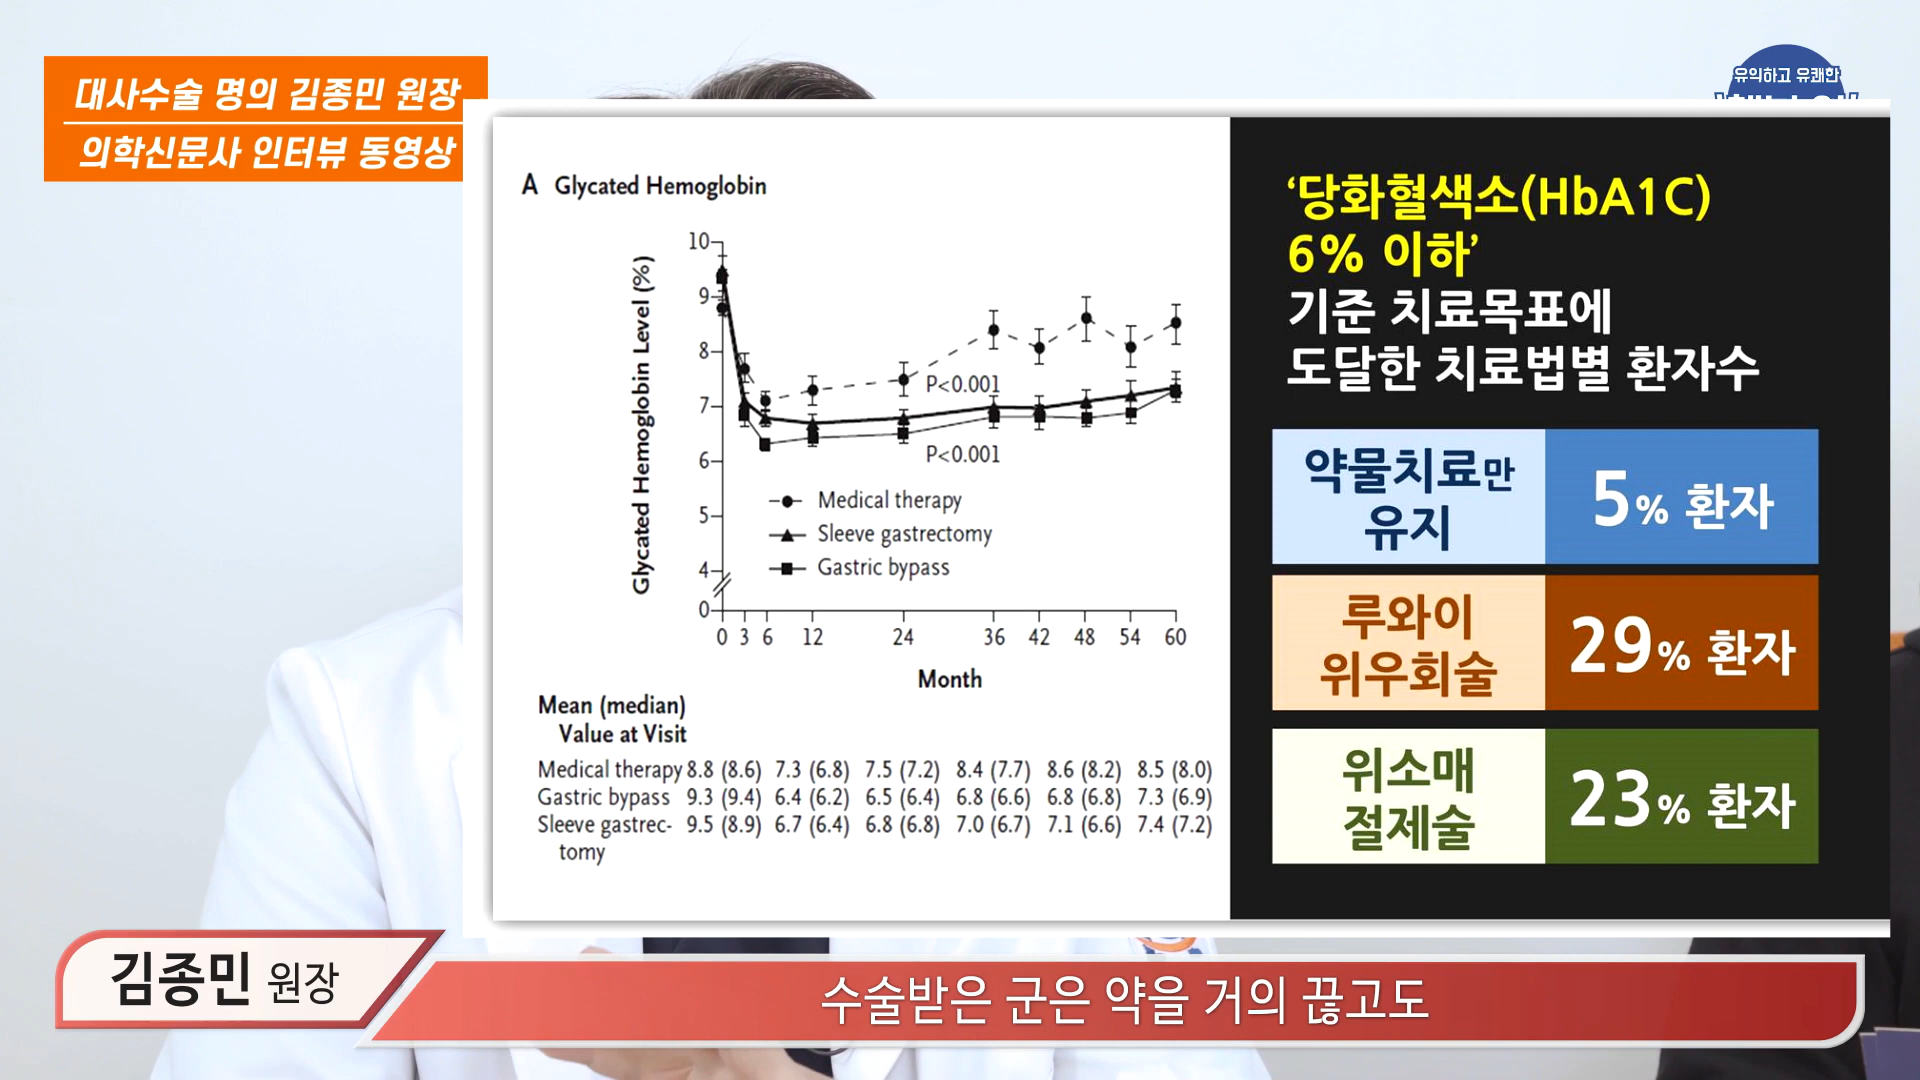 대사수술 명의 김종민 원장
의학신문사 인터뷰 동영상
유익하고 유쾌한
A Glycated Hemoglobin
Glycated Hemoglobin Level (%)
10
9
8
7
6
5
4
0
P<0.001
P<0.001
Medical therapy
Sleeve gastrectomy
Gastric bypass
0 3 6 12 24 36 42 48 54 60
Month
Mean (median)
Value at Visit
Medical therapy 8.8 (8.6) 7.3 (6.8) 7.5 (7.2) 8.4 (7.7) 8.6 (8.2) 8.5 (8.0)
Gastric bypass 9.3 (9.4) 6.4 (6.2) 6.5 (6.4) 6.8 (6.6) 6.8 (6.8) 7.3 (6.9)
Sleeve gastrec- 9.5 (8.9) 6.7 (6.4) 6.8 (6.8) 7.0 (6.7) 7.1 (6.6) 7.4 (7.2)
tomy
‘당화혈색소(HbA1C)
6% 이하’
기준 치료목표에
도달한 치료법별 환자수
약물치료만
유지
5% 환자
루와이
위우회술
29% 환자
위소매
절제술
23% 환자
김종민 원장
수술받은 군은 약을 거의 끊고도